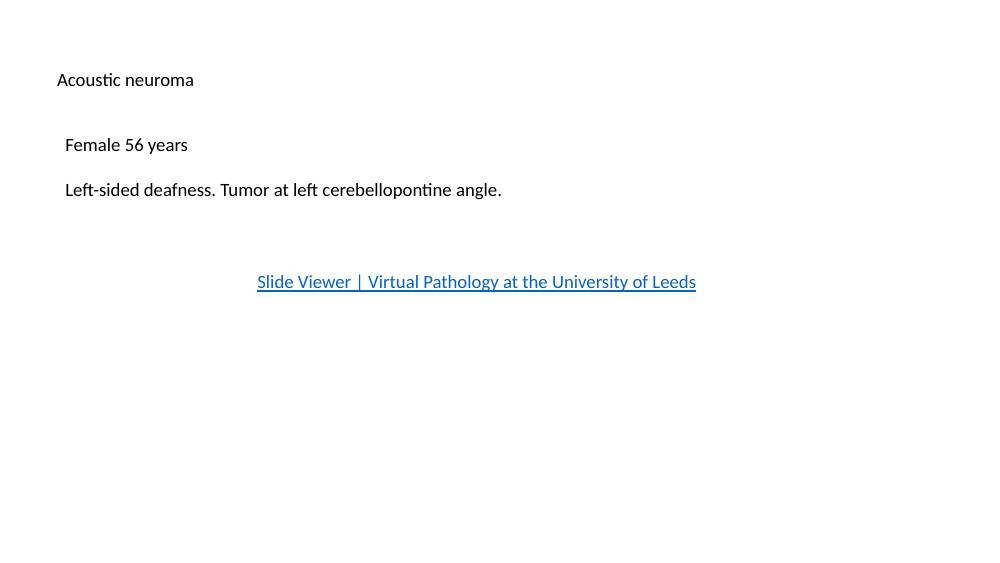 Acoustic neuroma
Female 56 years
Left-sided deafness. Tumor at left cerebellopontine angle.
Slide Viewer | Virtual Pathology at the University of Leeds